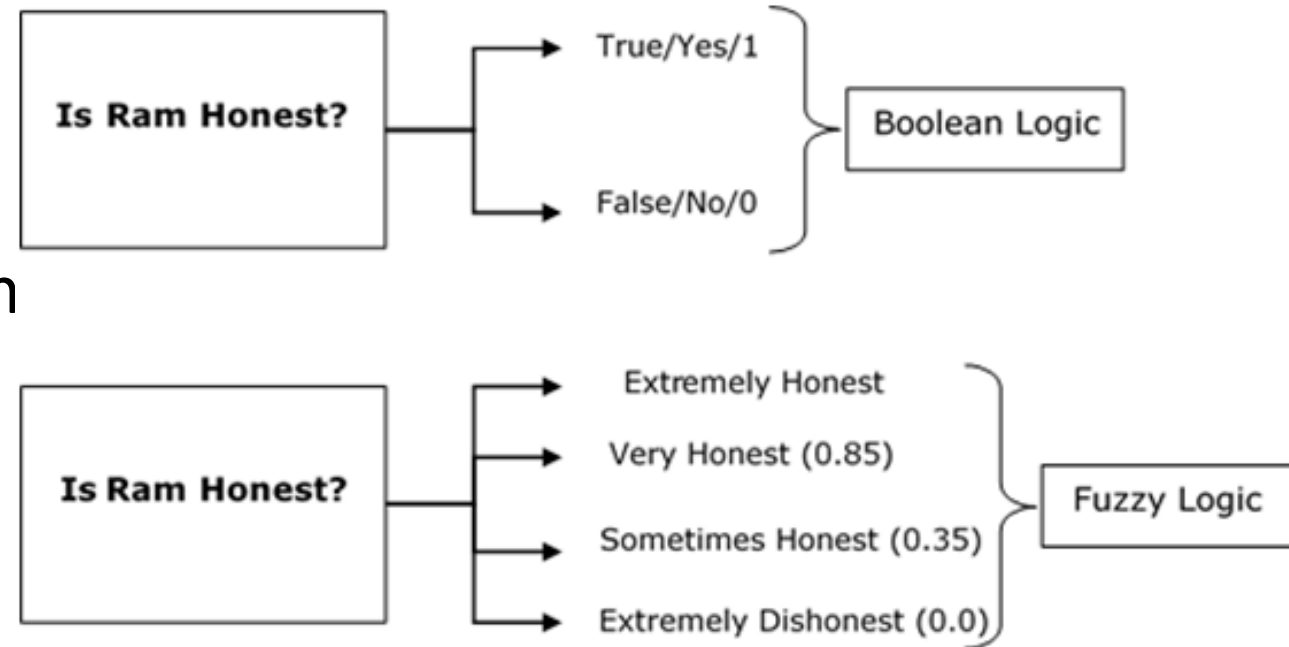 Is Ram Honest?
True/Yes/1
False/No/0
Boolean Logic
n
Is Ram Honest?
Extremely Honest
Very Honest (0.85)
Sometimes Honest (0.35)
Extremely Dishonest (0.0)
Fuzzy Logic